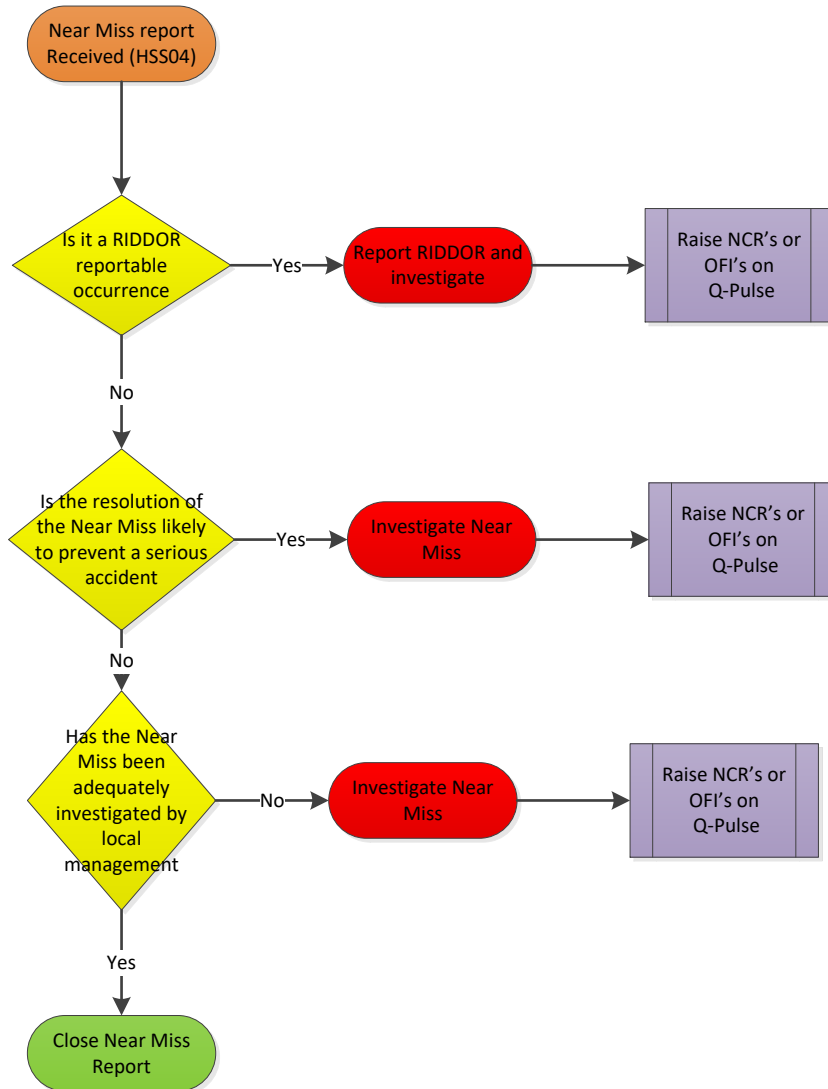 Near Miss report
Received (HSS04)
Is it a RIDDOR
reportable
occurrence
Yes
Report RIDDOR and
investigate
Raise NCR's or
OFI's on
Q-Pulse
No
Is the resolution of
the Near Miss likely
to prevent a serious
accident
Yes
Investigate Near
Miss
Raise NCR's or
OFI's on
Q-Pulse
No
Has the Near
Miss been
adequately
investigated by
local
management
No
Investigate Near
Miss
Raise NCR's or
OFI's on
Q-Pulse
Yes
Close Near Miss
Report